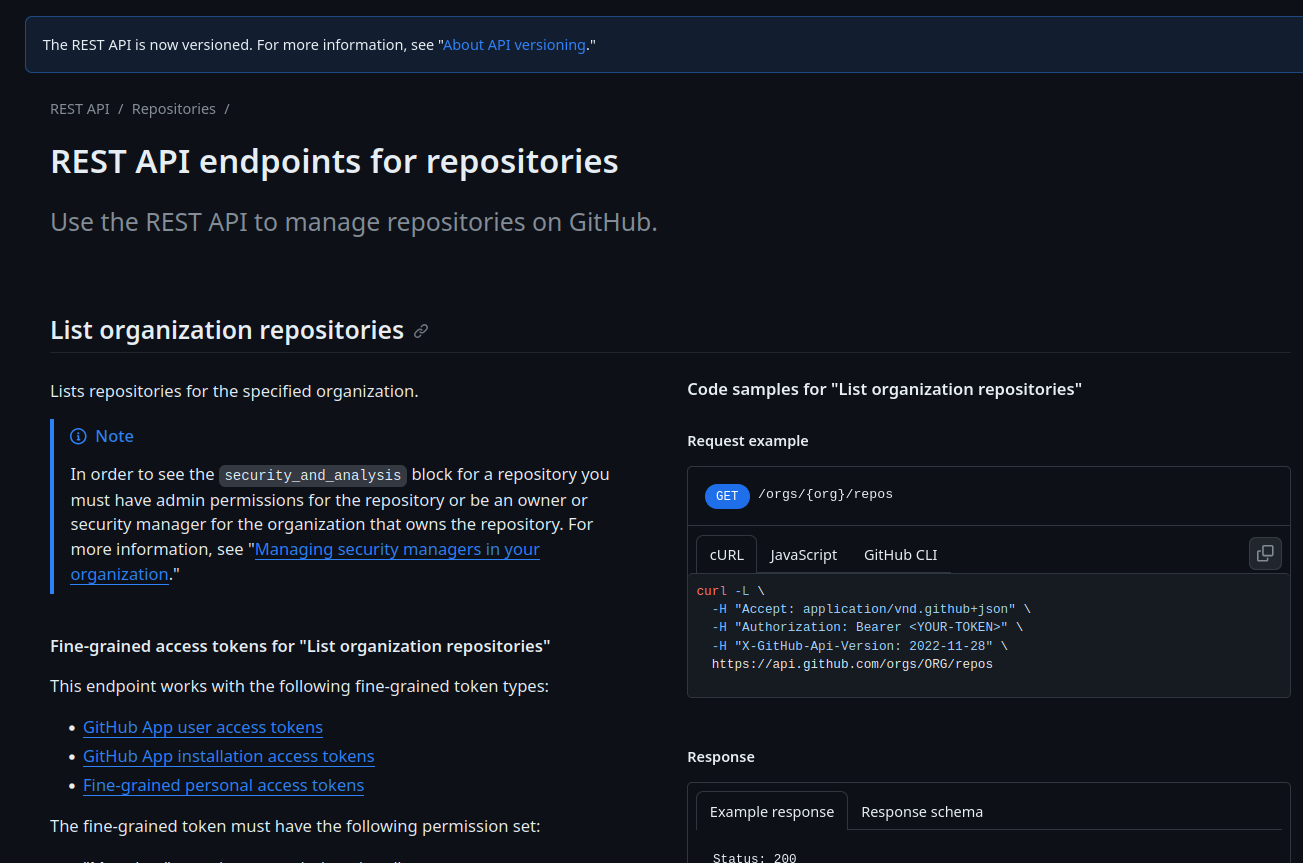 The REST API is now versioned. For more information, see "About API versioning."
REST API / Repositories /
REST API endpoints for repositories
Use the REST API to manage repositories on GitHub.
List organization repositories
Lists repositories for the specified organization.
Note
In order to see the security_and_analysis block for a repository you
must have admin permissions for the repository or be an owner or
security manager for the organization that owns the repository. For
more information, see "Managing security managers in your
organization."
Fine-grained access tokens for "List organization repositories"
This endpoint works with the following fine-grained token types:
• GitHub App user access tokens
• GitHub App installation access tokens
• Fine-grained personal access tokens
The fine-grained token must have the following permission set:
Code samples for "List organization repositories"
Request example
GET /orgs/{org}/repos
cURL JavaScript GitHub CLI
curl -L \
-H "Accept: application/vnd.github+json" \
-H "Authorization: Bearer <YOUR-TOKEN>" \
-H "X-GitHub-Api-Version: 2022-11-28" \
https://api.github.com/orgs/ORG/repos
Response
Example response Response schema
Status: 200